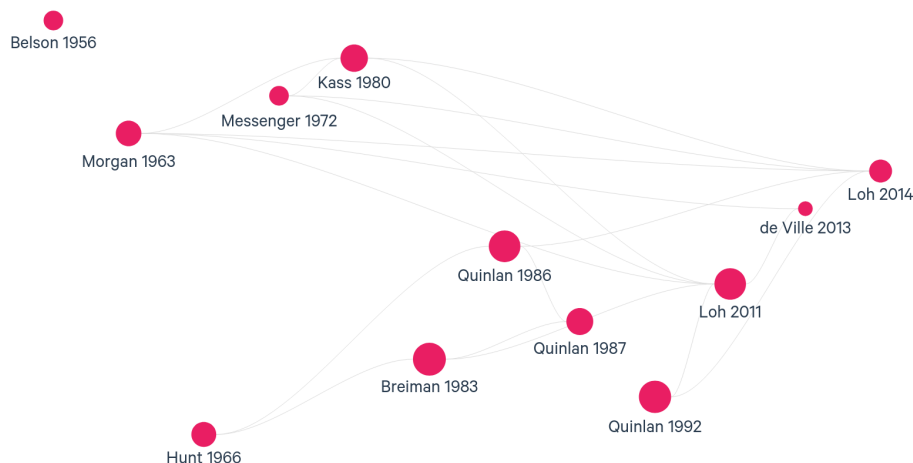 Belson 1956
Kass 1980
Messenger 1972
Morgan 1963
Loh 2014
de Ville 2013
Quinlan 1986
Loh 2011
Quinlan 1987
Breiman 1983
Quinlan 1992
Hunt 1966